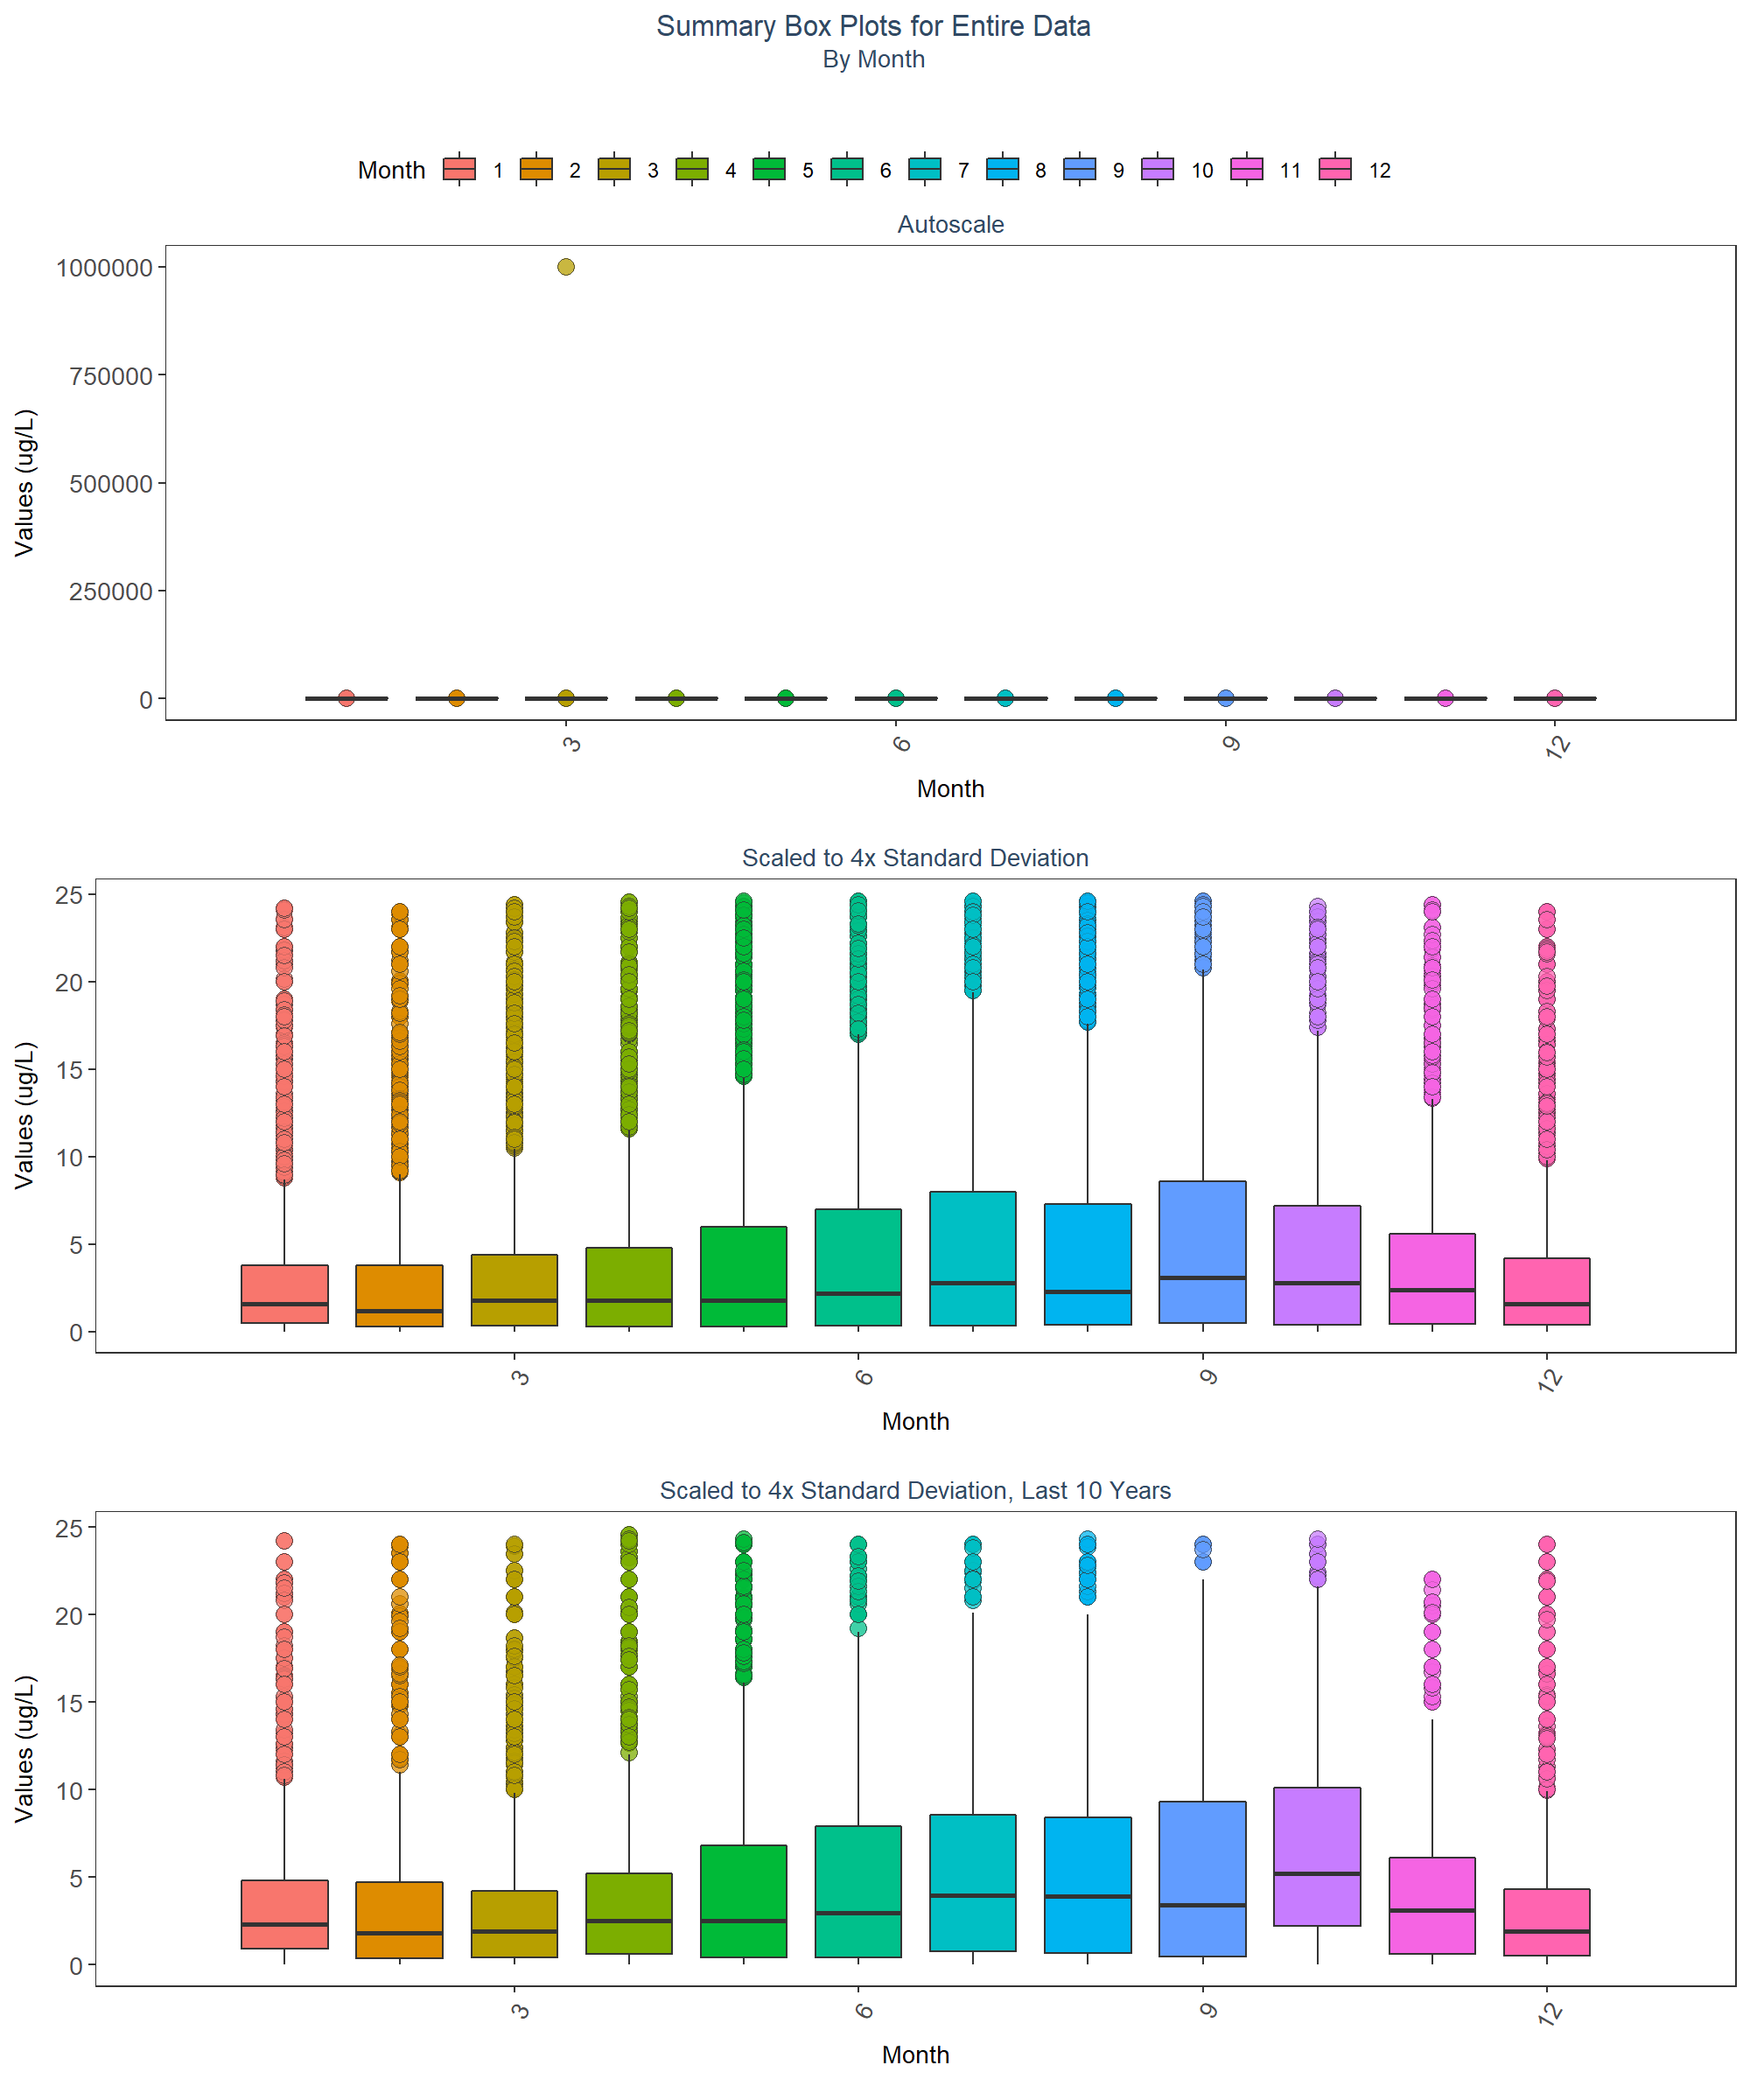 Summary Box Plots for Entire Data
By Month
Month 1 2 3 4 5 6 7 8 9 10 11 12
Autoscale
Values (ug/L)
1000000
750000
500000
250000
0
3 6 9 12
Month
Scaled to 4x Standard Deviation
Values (ug/L)
25
20
15
10
5
0
3 6 9 12
Month
Scaled to 4x Standard Deviation, Last 10 Years
Values (ug/L)
25
20
15
10
5
0
3 6 9 12
Month